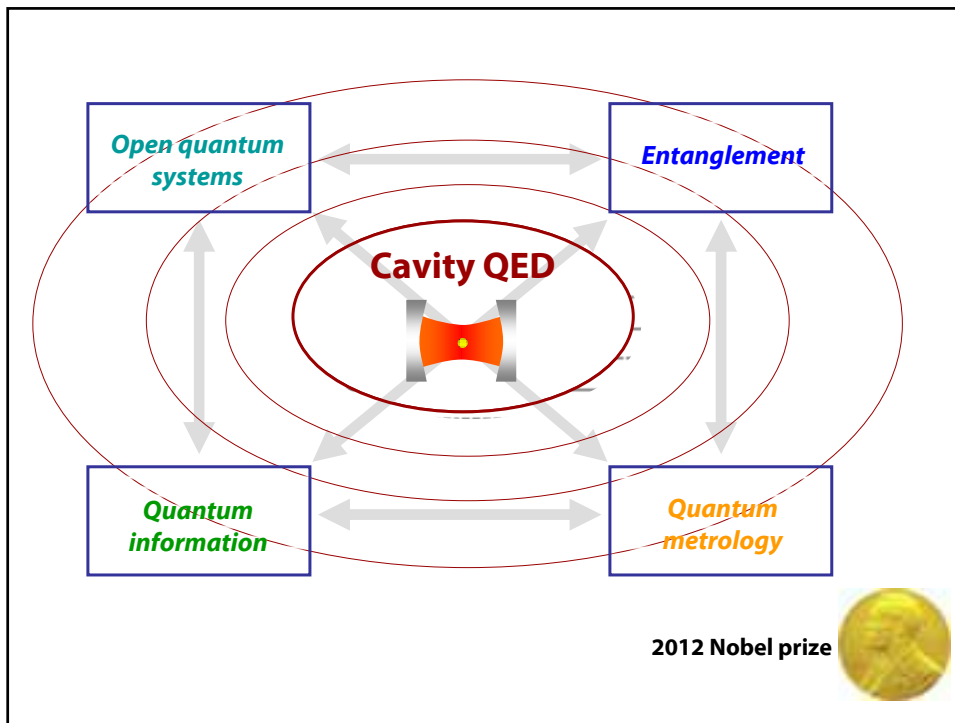 Open quantum
systems
Entanglement
Cavity QED
Quantum
information
Quantum
metrology
2012 Nobel prize